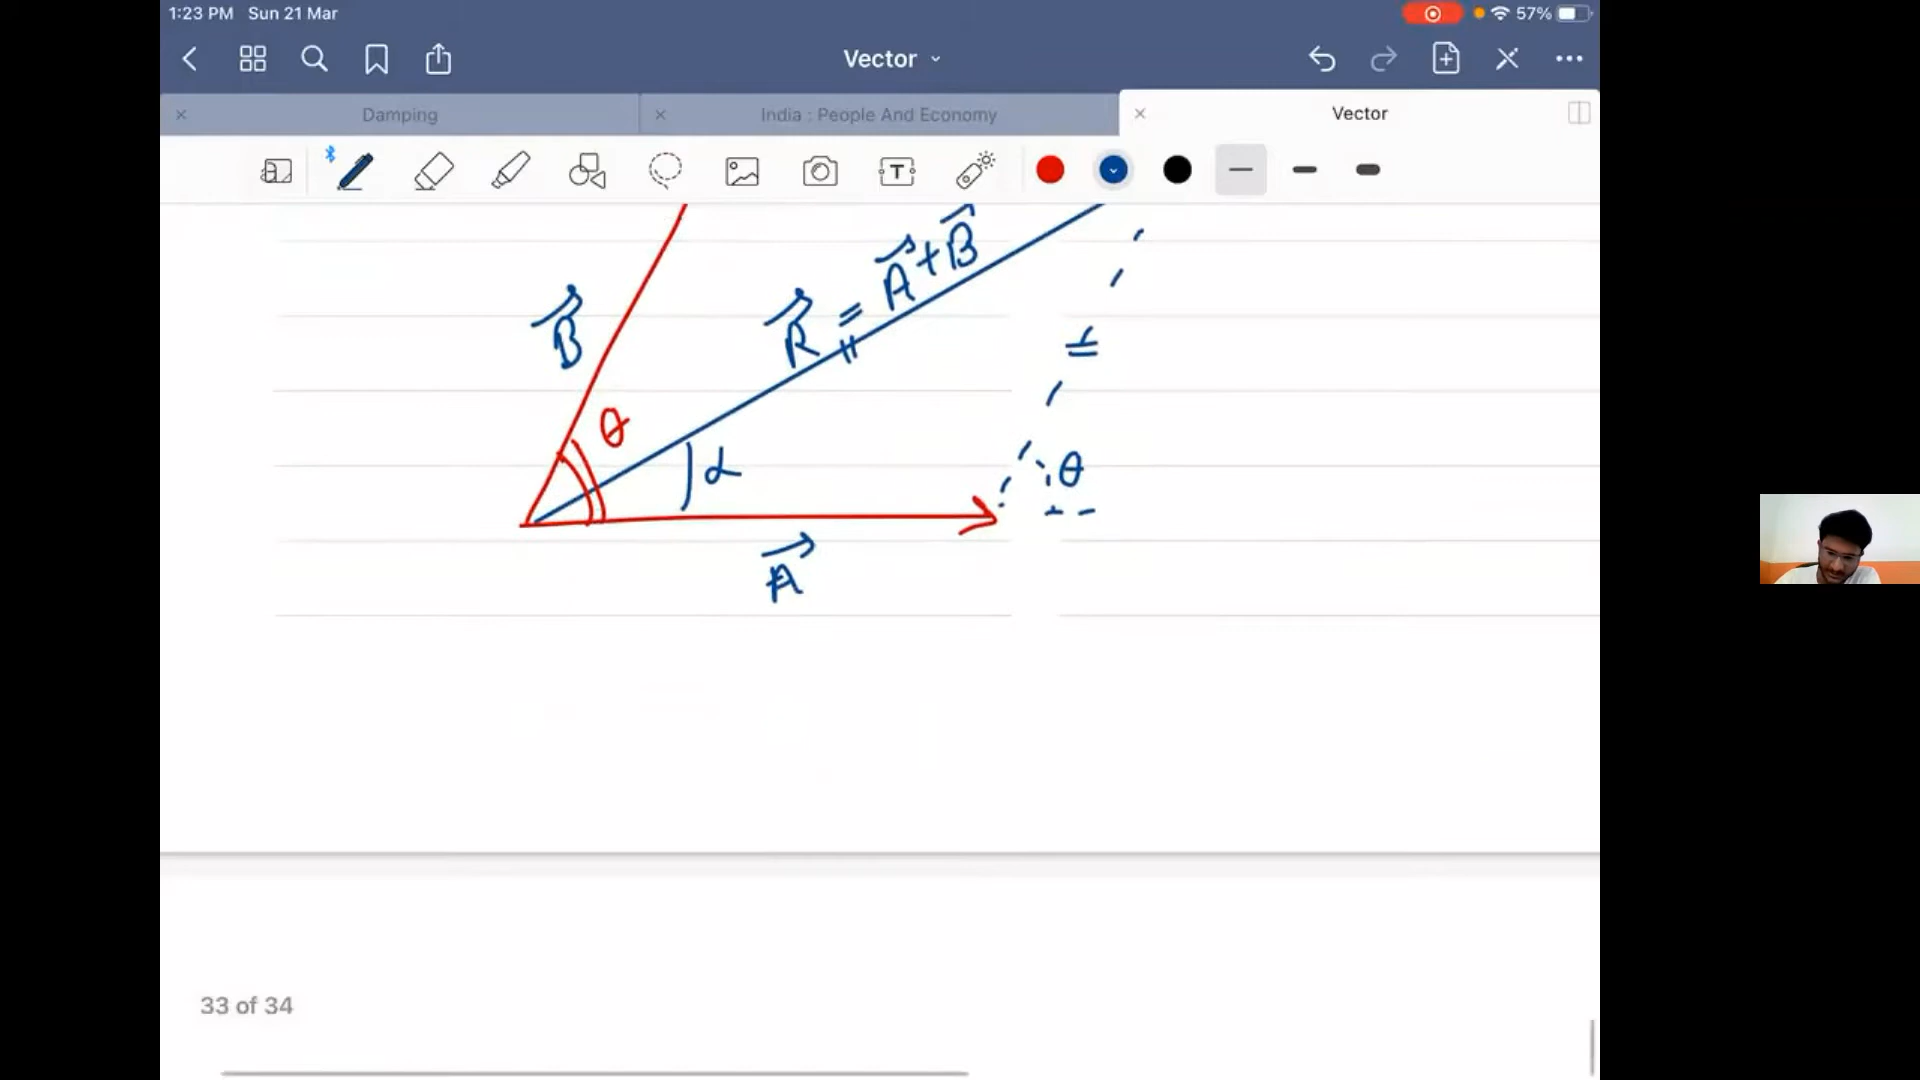 1:23 PM Sun 21 Mar
57%
Vector
Damping
India : People And Economy
Vector
T
B⃗
R⃗ = A⃗ + B⃗
=
θ
α
θ
A⃗
33 of 34